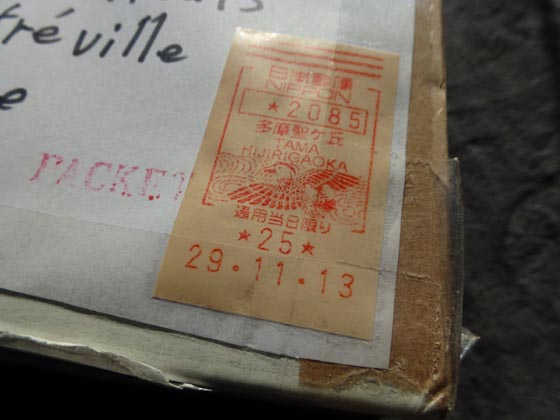 tréville
e
PACKET
日本郵便
NIPPON
★2085
多摩聖ケ丘
TAMA
HIJIRIGAOKA
適用当日限り
★25★
29.11.13